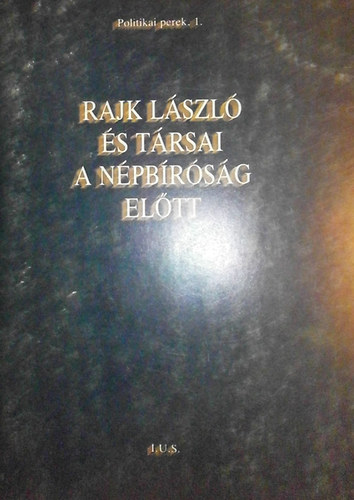 Politikai perek. 1.
RAJK LÁSZLÓ
ÉS TÁRSAI
A NÉPBÍRÓSÁG
ELŐTT
I.U.S.